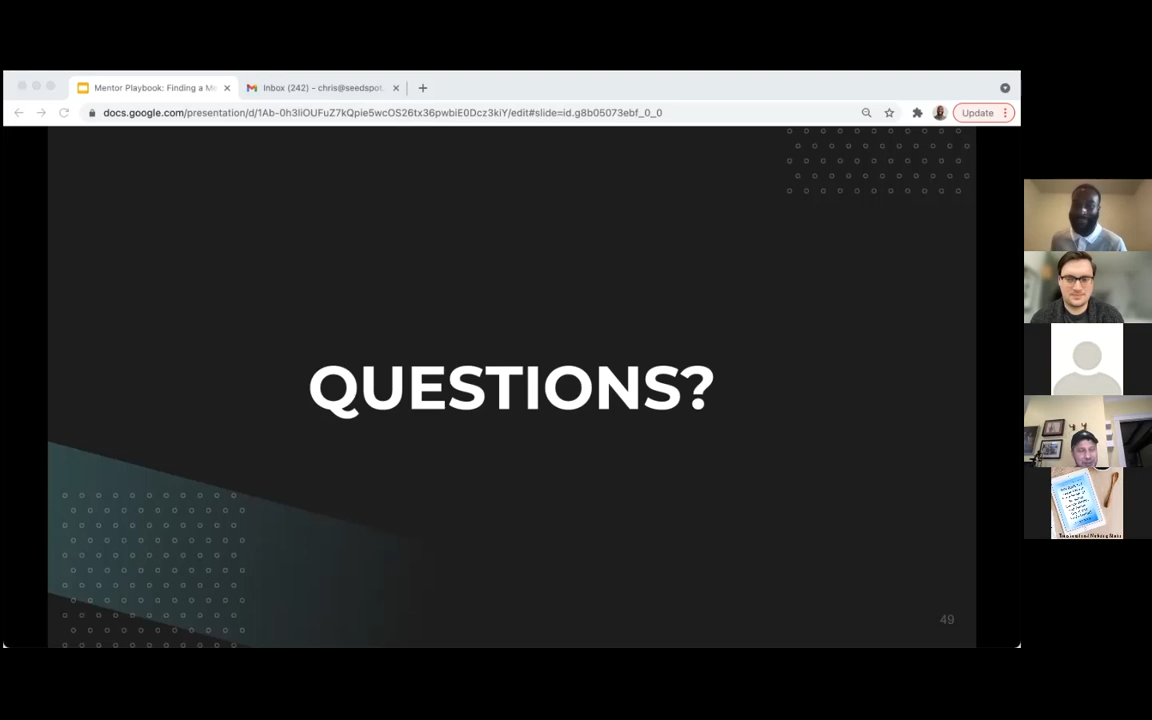 Mentor Playbook: Finding a Me
Inbox (242) - chris@seedspot.
docs.google.com/presentation/d/1Ab-0h3liOUFuZ7kQpie5wcOS26tx36pwbiE0Dcz3kiY/edit#slide=id.g8b05073ebf_0_0
Update
QUESTIONS?
49